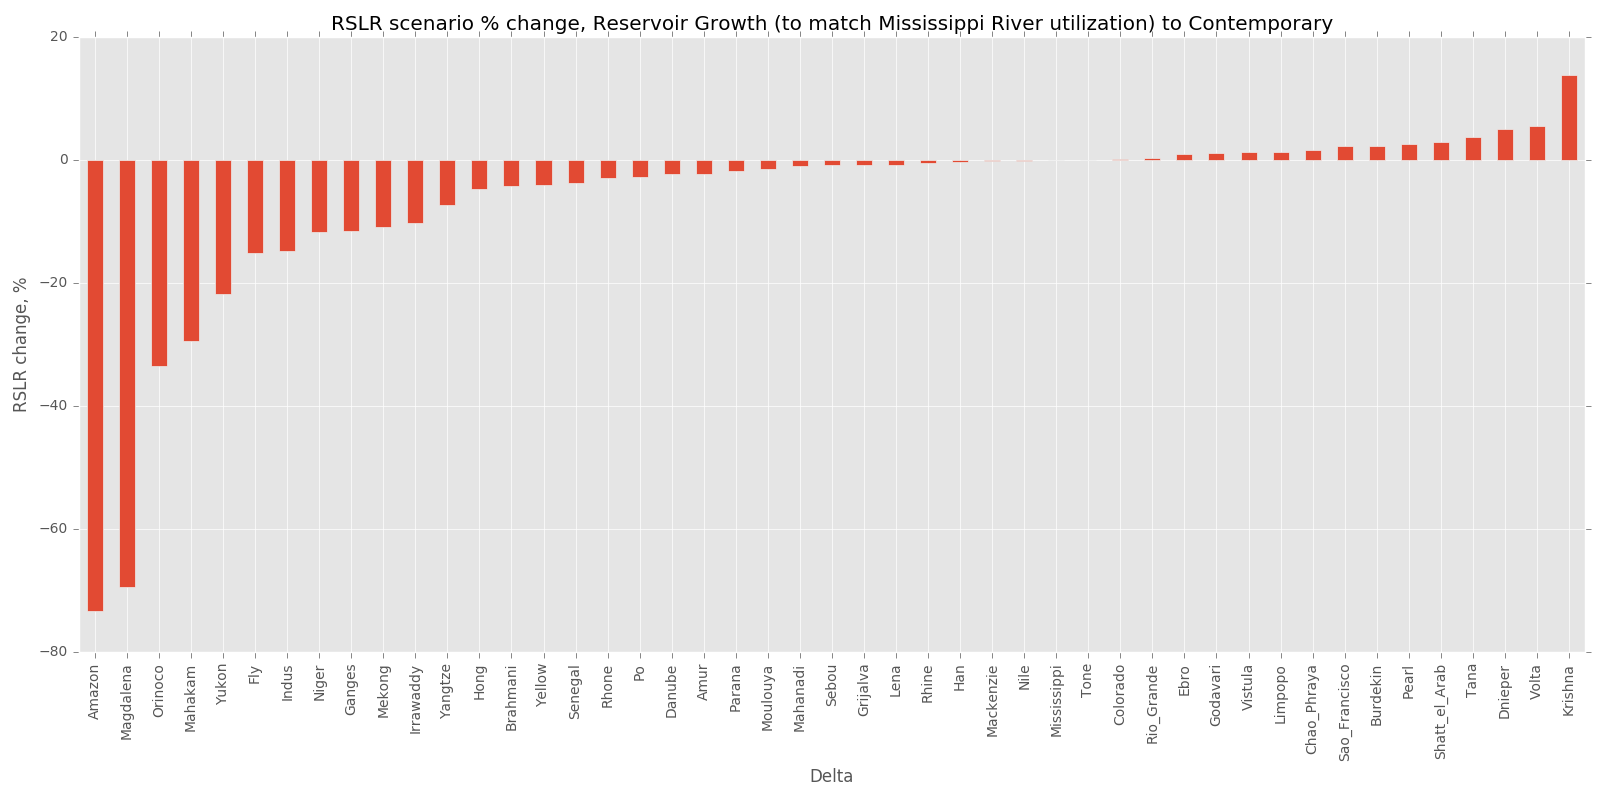 RSLR scenario % change, Reservoir Growth (to match Mississippi River utilization) to Contemporary
RSLR change, %
20
0
−20
−40
−60
−80
Amazon
Magdalena
Orinoco
Mahakam
Yukon
Fly
Indus
Niger
Ganges
Mekong
Irrawaddy
Yangtze
Hong
Brahmani
Yellow
Senegal
Rhone
Po
Danube
Amur
Parana
Moulouya
Mahanadi
Sebou
Grijalva
Lena
Rhine
Han
Mackenzie
Nile
Mississippi
Tone
Colorado
Rio_Grande
Ebro
Godavari
Vistula
Limpopo
Chao_Phraya
Sao_Francisco
Burdekin
Pearl
Shatt_el_Arab
Tana
Dnieper
Volta
Krishna
Delta